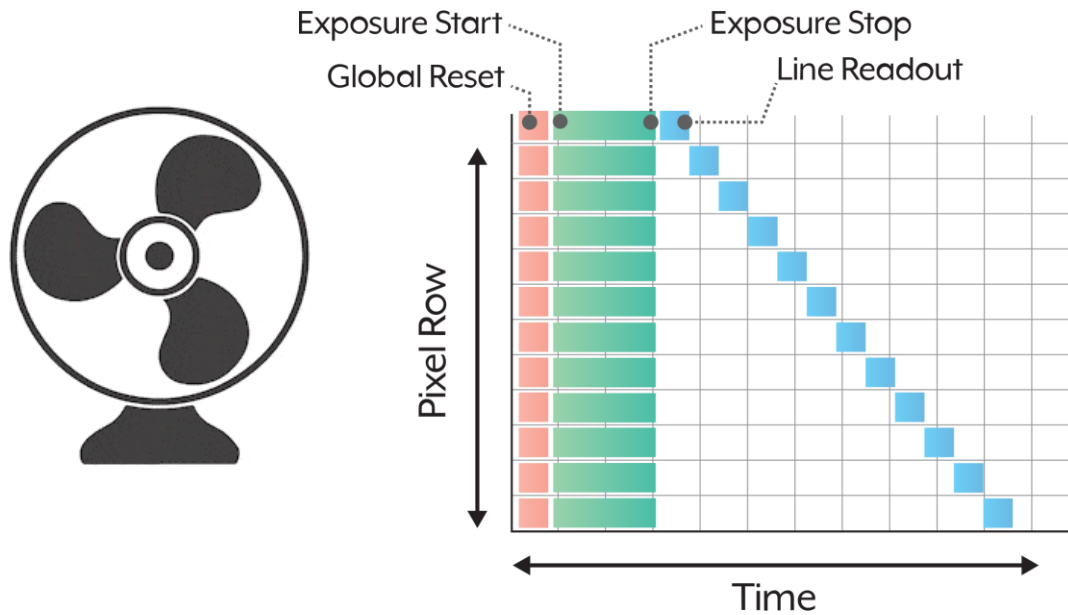 Exposure Start
Exposure Stop
Global Reset
Line Readout
Pixel Row
Time